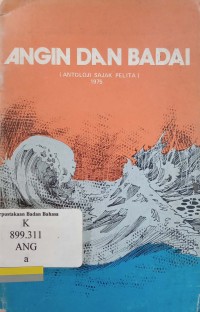 ANGIN DAN BADAI
(ANTOLOGI SAJAK PELITA)
1976
Perpustakaan Badan Bahasa
K
899.311
ANG
a